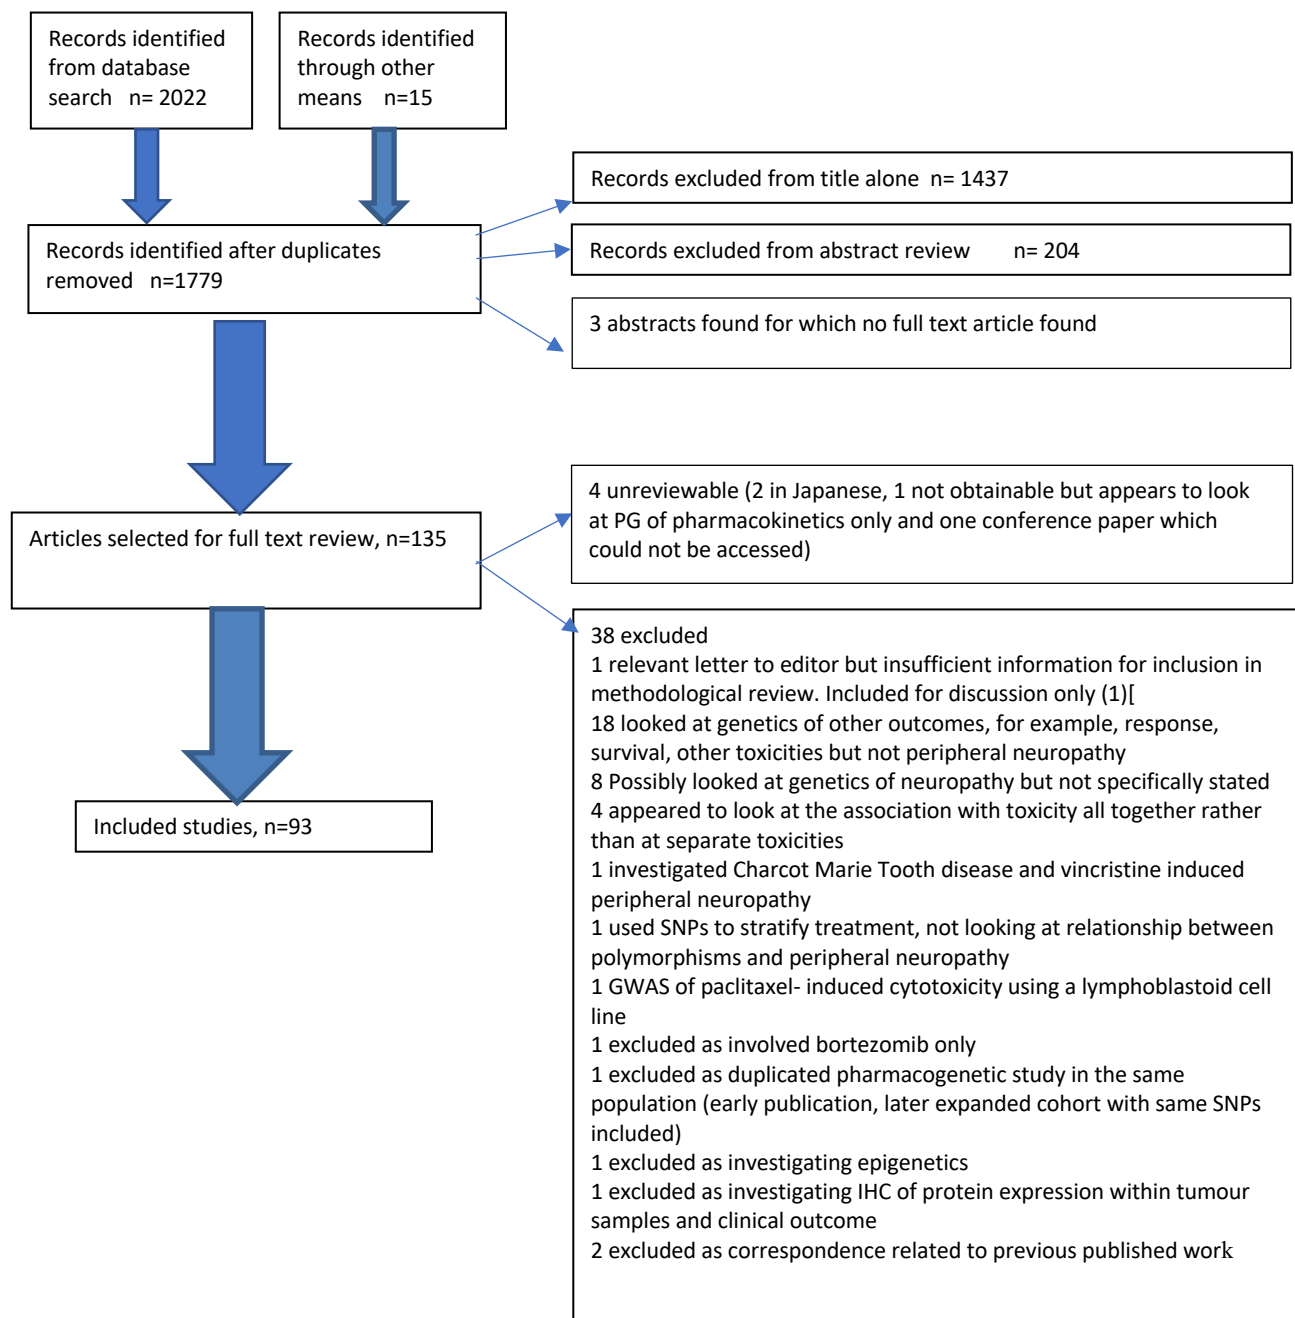 Records identified
from database
search n= 2022
Records identified
through other
means n=15
Records excluded from title alone n= 1437
Records identified after duplicates
removed n=1779
Records excluded from abstract review n= 204
3 abstracts found for which no full text article found
4 unreviewable (2 in Japanese, 1 not obtainable but appears to look
at PG of pharmacokinetics only and one conference paper which
could not be accessed)
Articles selected for full text review, n=135
38 excluded
1 relevant letter to editor but insufficient information for inclusion in
methodological review. Included for discussion only (1)[
18 looked at genetics of other outcomes, for example, response,
survival, other toxicities but not peripheral neuropathy
8 Possibly looked at genetics of neuropathy but not specifically stated
4 appeared to look at the association with toxicity all together rather
than at separate toxicities
1 investigated Charcot Marie Tooth disease and vincristine induced
peripheral neuropathy
1 used SNPs to stratify treatment, not looking at relationship between
polymorphisms and peripheral neuropathy
1 GWAS of paclitaxel- induced cytotoxicity using a lymphoblastoid cell
line
1 excluded as involved bortezomib only
1 excluded as duplicated pharmacogenetic study in the same
population (early publication, later expanded cohort with same SNPs
included)
1 excluded as investigating epigenetics
1 excluded as investigating IHC of protein expression within tumour
samples and clinical outcome
2 excluded as correspondence related to previous published work
Included studies, n=93